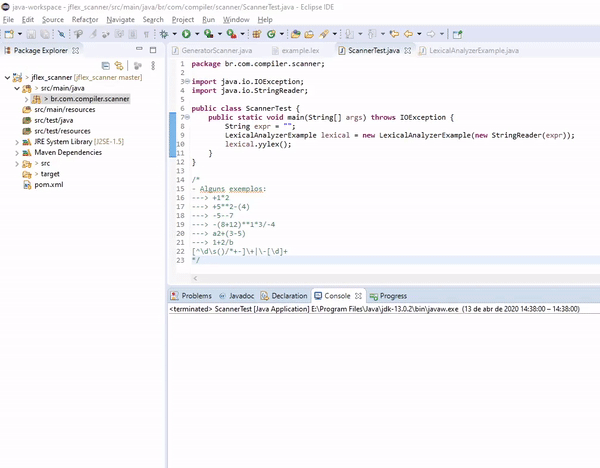 java-workspace - jflex_scanner/src/main/java/br/com/compiler/scanner/ScannerTest.java - Eclipse IDE
File Edit Source Refactor Navigate Search Project Run Window Help
Package Explorer
GeneratorScanner.java example.lex ScannerTest.java LexicalAnalyzerExample.java
> jflex_scanner [jflex_scanner master]
> src/main/java
> br.com.compiler.scanner
src/main/resources
src/test/java
src/test/resources
JRE System Library [J2SE-1.5]
Maven Dependencies
> src
target
pom.xml
1 package br.com.compiler.scanner;
2
3 import java.io.IOException;
4 import java.io.StringReader;
5
6 public class ScannerTest {
7 public static void main(String[] args) throws IOException {
8 String expr = "";
9 LexicalAnalyzerExample lexical = new LexicalAnalyzerExample(new StringReader(expr));
10 lexical.yylex();
11 }
12 }
13
14 /*
15 - Alguns exemplos:
16 ---> +1*2
17 ---> +5**2-(4)
18 ---> -5--7
19 ---> -(8+12)**1*3/-4
20 ---> a2+(3-5)
21 ---> 1+2/b
22 [^\d\s()/*+-]\+|\-[\d]+
23 */
Problems Javadoc Declaration Console Progress
<terminated> ScannerTest [Java Application] E:\Program Files\Java\jdk-13.0.2\bin\javaw.exe (13 de abr de 2020 14:38:00 – 14:38:00)